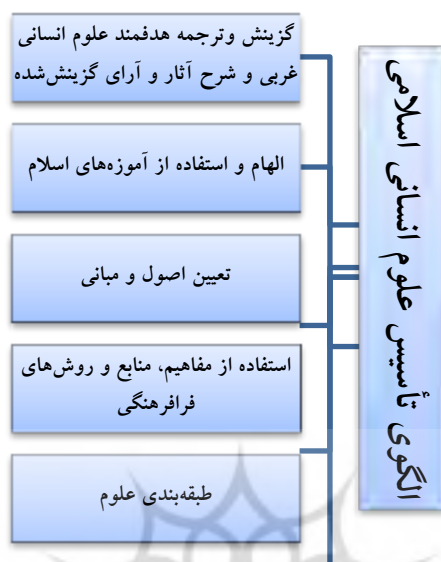 الگوی تأسیس علوم انسانی اسلامی
گزینش وترجمه هدفمند علوم انسانی
غربی و شرح آثار و آرای گزینش‌شده
الهام و استفاده از آموزه‌های اسلام
تعیین اصول و مبانی
استفاده از مفاهیم، منابع و روش‌های
فرافرهنگی
طبقه‌بندی علوم